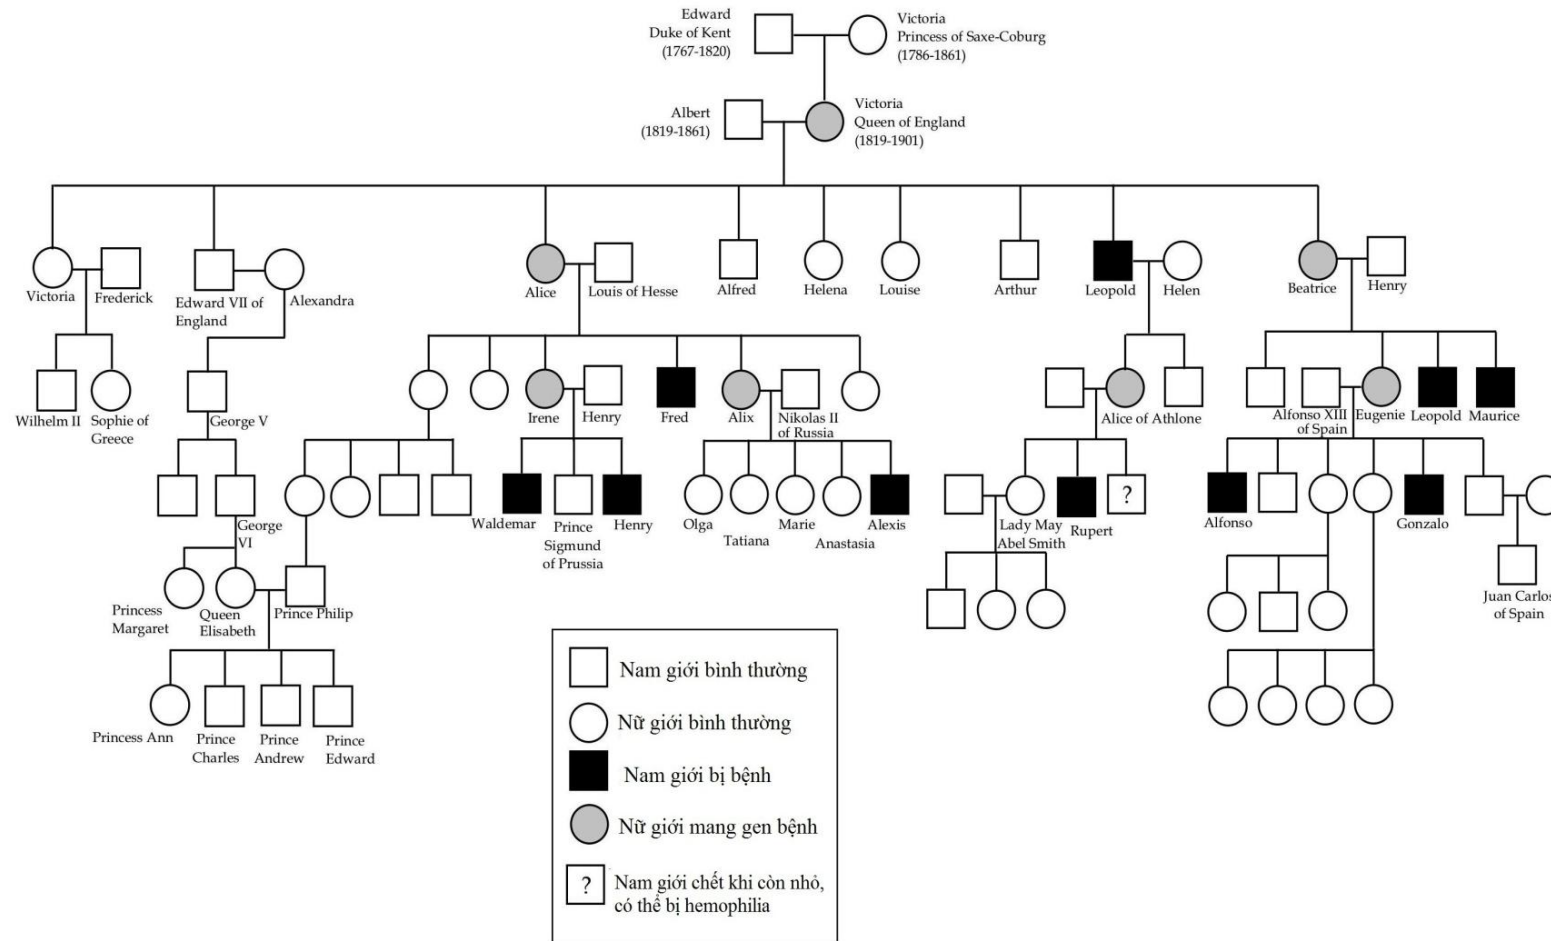 Edward
Duke of Kent
(1767-1820)
Victoria
Princess of Saxe-Coburg
(1786-1861)
Albert
(1819-1861)
Victoria
Queen of England
(1819-1901)
Victoria
Frederick
Edward VII of
England
Alexandra
Alice
Louis of Hesse
Alfred
Helena
Louise
Arthur
Leopold
Helen
Beatrice
Henry
Wilhelm II
Sophie of
Greece
George V
Irene
Henry
Fred
Alix
Nikolas II
of Russia
Alice of Athlone
Alfonso XIII
of Spain
Eugenie
Leopold
Maurice
George
VI
Waldemar
Prince
Sigmund
of Prussia
Henry
Olga
Tatiana
Marie
Anastasia
Alexis
Lady May
Abel Smith
Rupert
?
Alfonso
Gonzalo
Juan Carlos
of Spain
Princess
Margaret
Queen
Elisabeth
Prince Philip
Princess Ann
Prince
Charles
Prince
Andrew
Prince
Edward
Nam giới bình thường
Nữ giới bình thường
Nam giới bị bệnh
Nữ giới mang gen bệnh
?
Nam giới chết khi còn nhỏ,
có thể bị hemophilia